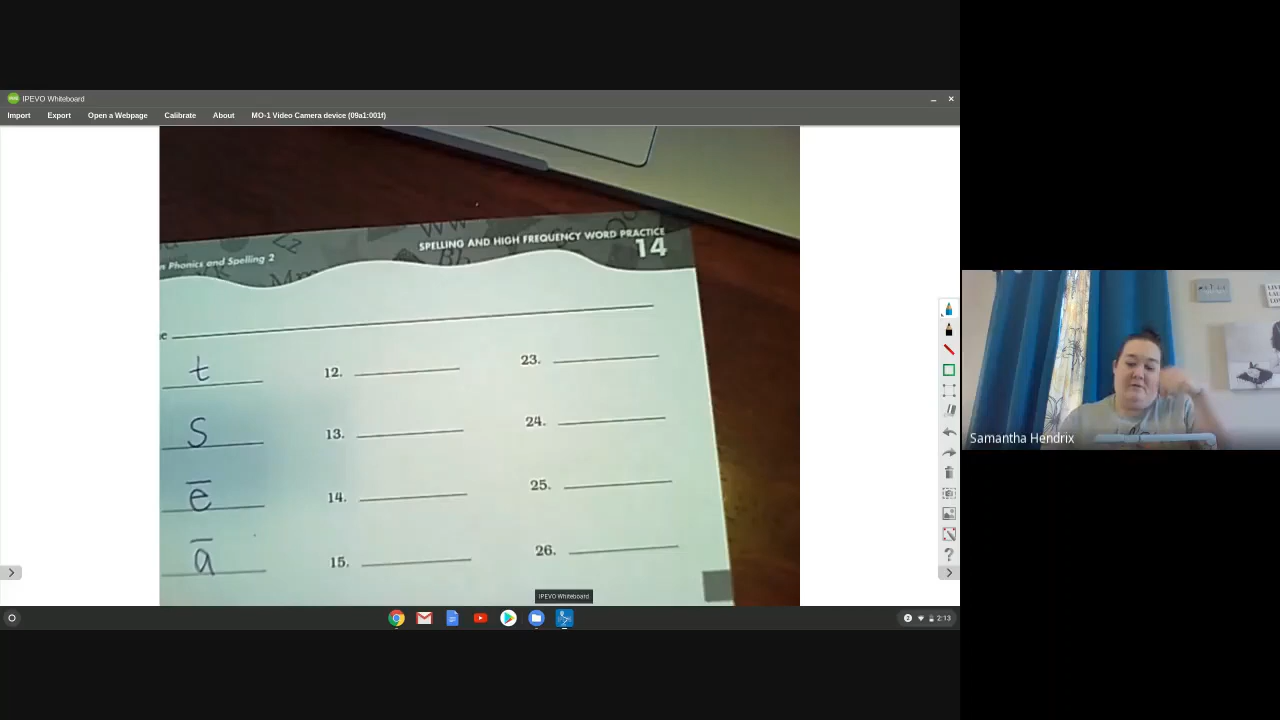 IPEVO Whiteboard
Import Export Open a Webpage Calibrate About MO-1 Video Camera device (09a1:001f)
SPELLING AND HIGH FREQUENCY WORD PRACTICE
14
Phonics and Spelling 2
t
12.
23.
s
13.
24.
ē
14.
25.
ā
15.
26.
IPEVO Whiteboard
2:13
Samantha Hendrix